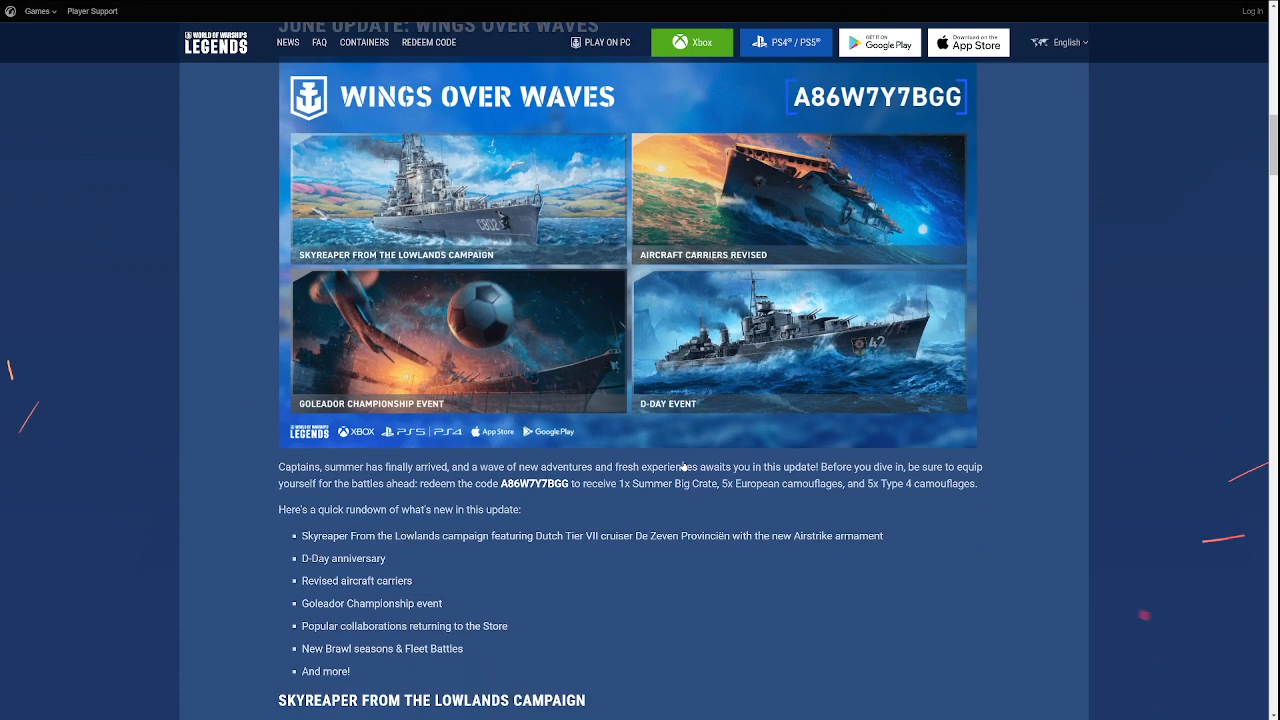 Games
Player Support
Log in
JUNE UPDATE: WINGS OVER WAVES
WORLD OF WARSHIPS
LEGENDS
NEWS
FAQ
CONTAINERS
REDEEM CODE
PLAY ON PC
Xbox
PS4® / PS5®
GET IT ON
Google Play
Download on the
App Store
English
WINGS OVER WAVES
A86W7Y7BGG
C802
SKYREAPER FROM THE LOWLANDS CAMPAIGN
AIRCRAFT CARRIERS REVISED
42
GOLEADOR CHAMPIONSHIP EVENT
D-DAY EVENT
WORLD OF WARSHIPS
LEGENDS
XBOX
PS5 | PS4
App Store
Google Play
Captains, summer has finally arrived, and a wave of new adventures and fresh experiences awaits you in this update! Before you dive in, be sure to equip
yourself for the battles ahead: redeem the code A86W7Y7BGG to receive 1x Summer Big Crate, 5x European camouflages, and 5x Type 4 camouflages.
Here's a quick rundown of what's new in this update:
Skyreaper From the Lowlands campaign featuring Dutch Tier VII cruiser De Zeven Provinciën with the new Airstrike armament
D-Day anniversary
Revised aircraft carriers
Goleador Championship event
Popular collaborations returning to the Store
New Brawl seasons & Fleet Battles
And more!
SKYREAPER FROM THE LOWLANDS CAMPAIGN